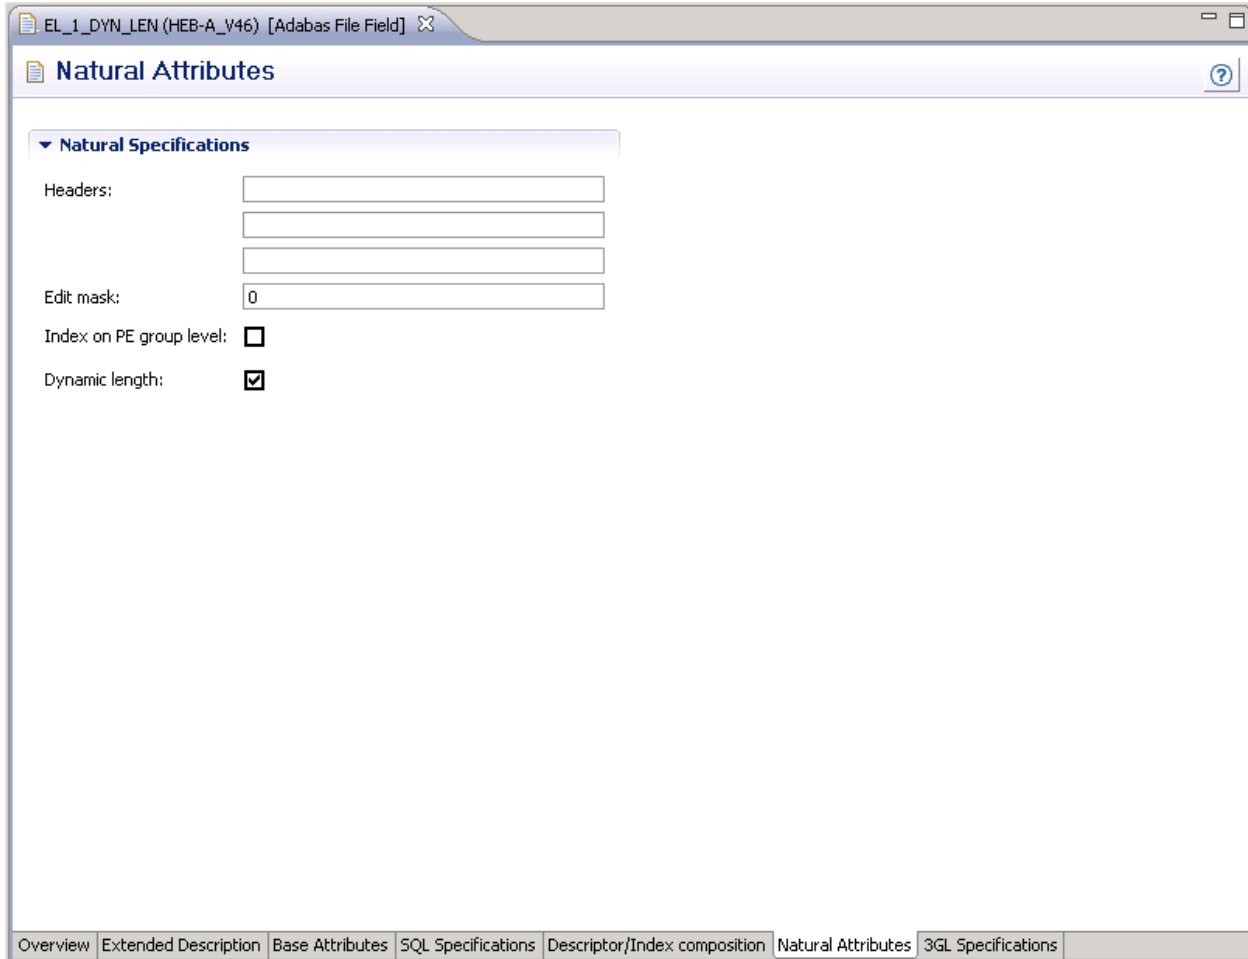 EL_1_DYN_LEN (HEB-A_V46) [Adabas File Field]
Natural Attributes
Natural Specifications
Headers:
Edit mask: 0
Index on PE group level:
Dynamic length:
Overview Extended Description Base Attributes SQL Specifications Descriptor/Index composition Natural Attributes 3GL Specifications